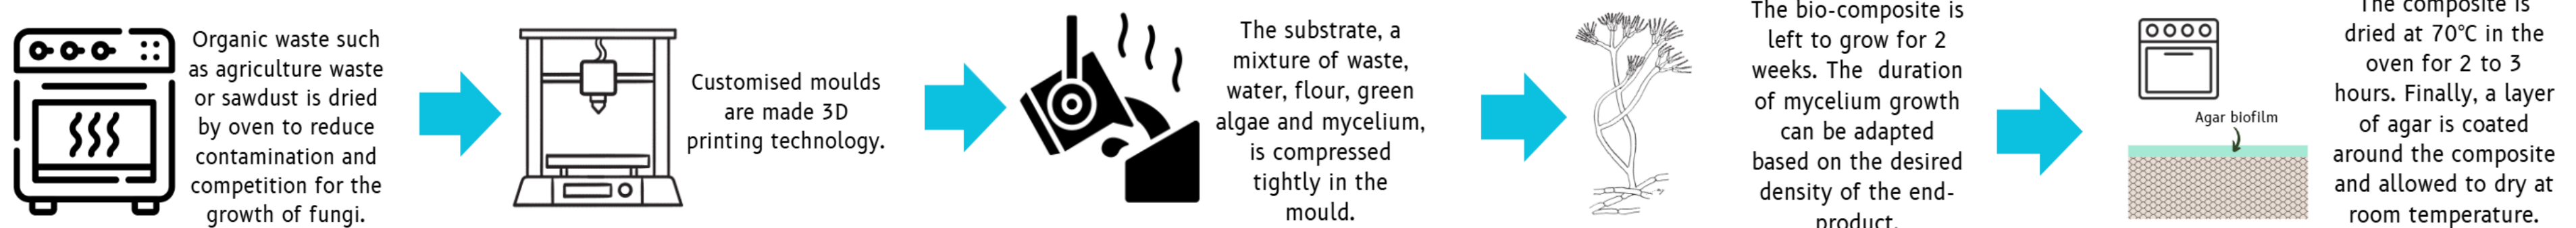 Organic waste such
as agriculture waste
or sawdust is dried
by oven to reduce
contamination and
competition for the
growth of fungi.
Customised moulds
are made 3D
printing technology.
The substrate, a
mixture of waste,
water, flour, green
algae and mycelium,
is compressed
tightly in the
mould.
The bio-composite is
left to grow for 2
weeks. The  duration
of mycelium growth
can be adapted
based on the desired
density of the end-
product.
Agar biofilm
The composite is
dried at 70°C in the
oven for 2 to 3
hours. Finally, a layer
of agar is coated
around the composite
and allowed to dry at
room temperature.